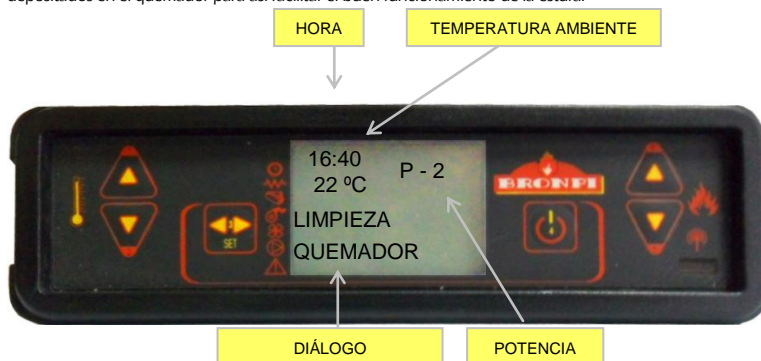 depositados en el quemador para así facilitar el buen funcionamiento de la estufa.
HORA
TEMPERATURA AMBIENTE
16:40
P - 2
22 ºC
BRONPI
LIMPIEZA
SET
QUEMADOR
DIÁLOGO
POTENCIA